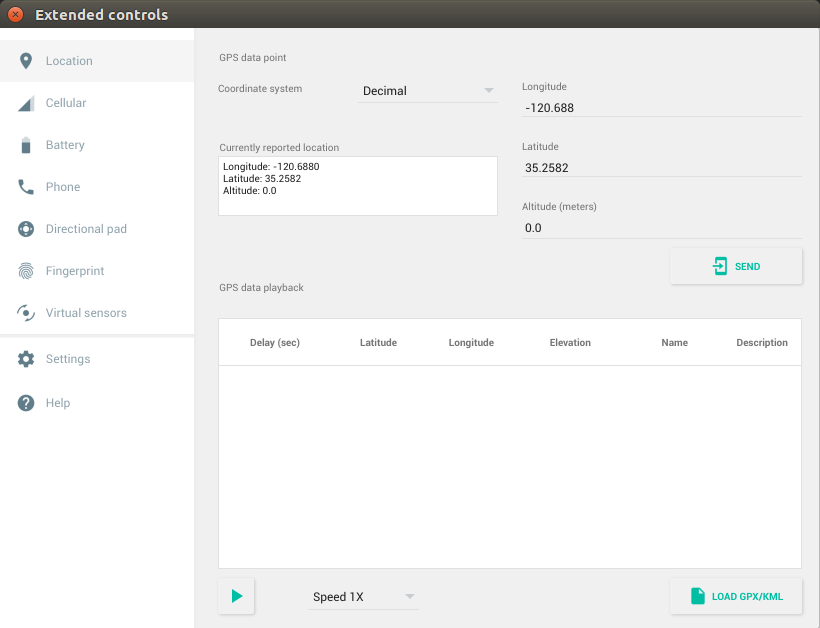 Extended controls
Location
Cellular
Battery
Phone
Directional pad
Fingerprint
Virtual sensors
Settings
Help
GPS data point
Coordinate system
Decimal
Longitude
-120.688
Currently reported location
Longitude: -120.6880
Latitude: 35.2582
Altitude: 0.0
Latitude
35.2582
Altitude (meters)
0.0
SEND
GPS data playback
Delay (sec) Latitude Longitude Elevation Name Description
Speed 1X
LOAD GPX/KML